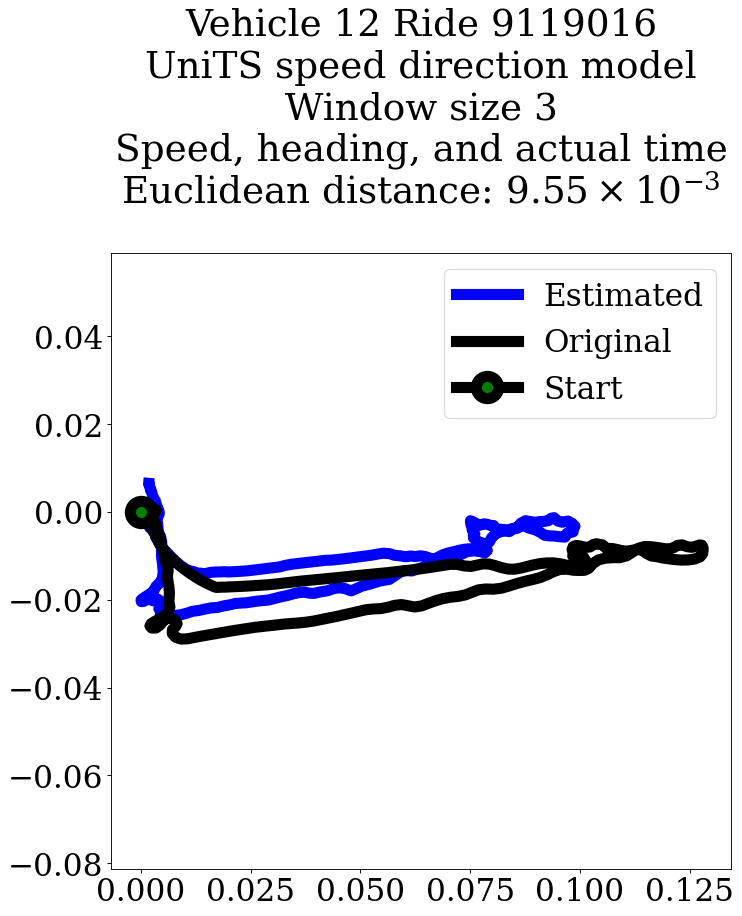 Vehicle 12 Ride 9119016
UniTS speed direction model
Window size 3
Speed, heading, and actual time
Euclidean distance: 9.55 × 10⁻³
Estimated
Original
Start
0.04
0.02
0.00
−0.02
−0.04
−0.06
−0.08
0.000 0.025 0.050 0.075 0.100 0.125